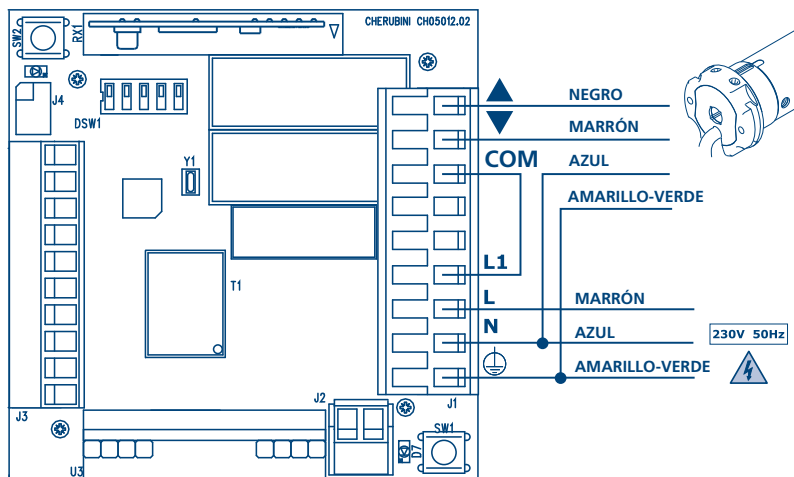 CHERUBINI CH05012.02
SW2
RX1
J4
DSW1
Y1
T1
NEGRO
MARRÓN
COM
AZUL
AMARILLO-VERDE
L1
L
MARRÓN
N
AZUL
230V 50Hz
AMARILLO-VERDE
J3
J2
J1
SW1
D7
U3